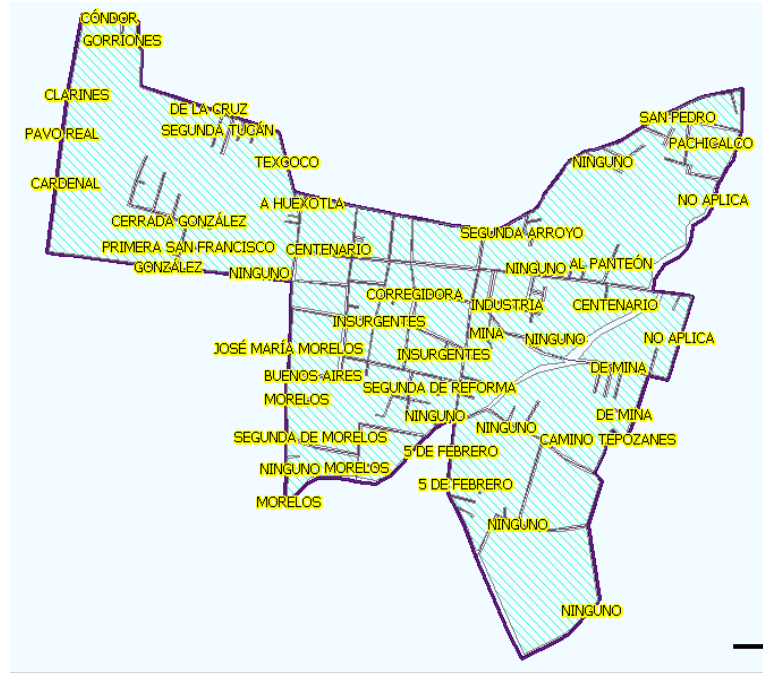 CÓNDOR
GORRIONES
CLARINES
DE LA CRUZ
SAN PEDRO
SEGUNDA TUCÁN
PAVO REAL
PACHICALCO
TEXCOCO
NINGUNO
CARDENAL
NO APLICA
A HUEXOTLA
CERRADA GONZÁLEZ
SEGUNDA ARROYO
PRIMERA SAN FRANCISCO
CENTENARIO
GONZÁLEZ
NINGUNO
NINGUNO
AL PANTEÓN
CORREGIDORA
INDUSTRIA
CENTENARIO
INSURGENTES
MINA
NINGUNO
NO APLICA
JOSÉ MARÍA MORELOS
INSURGENTES
BUENOS AIRES
DE MINA
SEGUNDA DE REFORMA
MORELOS
NINGUNO
DE MINA
NINGUNO
SEGUNDA DE MORELOS
CAMINO TEPOZANES
5 DE FEBRERO
NINGUNO
MORELOS
5 DE FEBRERO
MORELOS
NINGUNO
NINGUNO